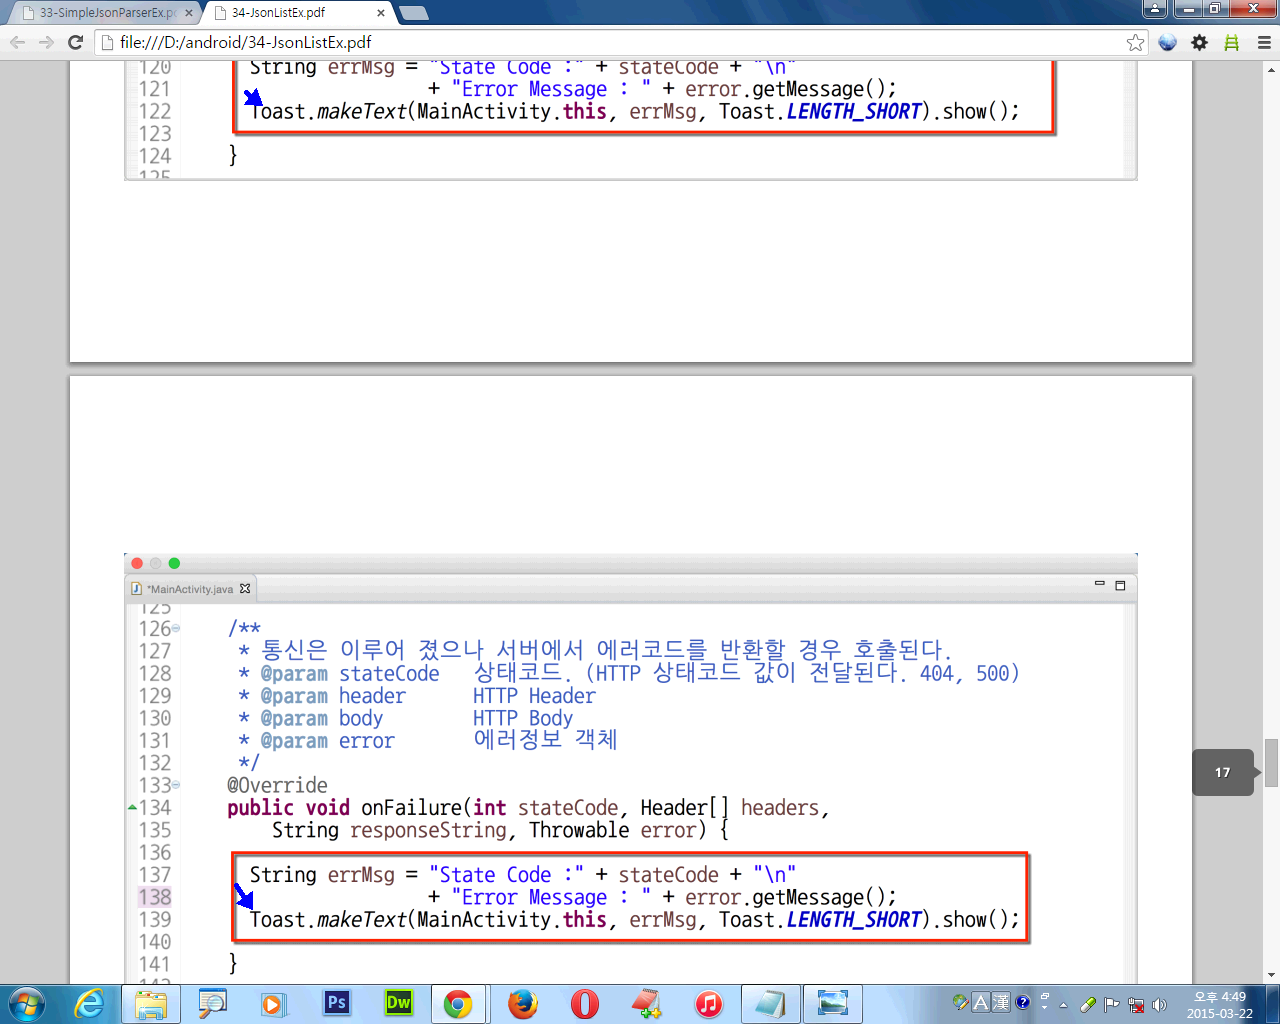 33-SimpleJsonParserEx.p
34-JsonListEx.pdf
file:///D:/android/34-JsonListEx.pdf
120 String errMsg = "State Code :" + stateCode + "\n"
121 + "Error Message : " + error.getMessage();
122 Toast.makeText(MainActivity.this, errMsg, Toast.LENGTH_SHORT).show();
123
124 }
125
*MainActivity.java
125
126 /**
127 * 통신은 이루어 졌으나 서버에서 에러코드를 반환할 경우 호출된다.
128 * @param stateCode 상태코드. (HTTP 상태코드 값이 전달된다. 404, 500)
129 * @param header HTTP Header
130 * @param body HTTP Body
131 * @param error 에러정보 객체
132 */
133 @Override
134 public void onFailure(int stateCode, Header[] headers,
135 String responseString, Throwable error) {
136
137 String errMsg = "State Code :" + stateCode + "\n"
138 + "Error Message : " + error.getMessage();
139 Toast.makeText(MainActivity.this, errMsg, Toast.LENGTH_SHORT).show();
140
141 }
17
Ps
Dw
A 漢
오후 4:49
2015-03-22